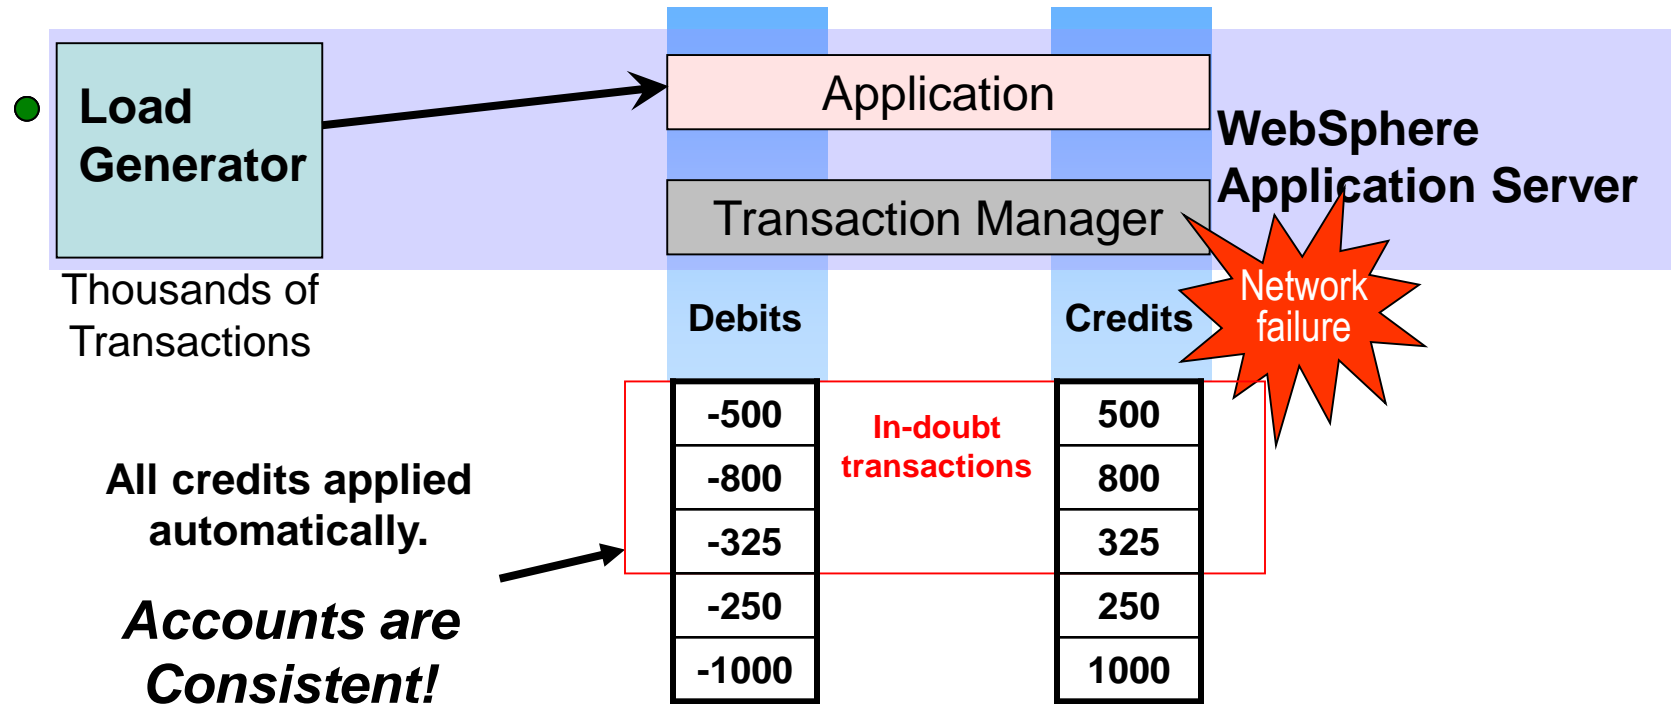 Load
Generator
Application
WebSphere
Application Server
Transaction Manager
Network
failure
Thousands of
Transactions
Debits
Credits
-500
500
In-doubt
transactions
-800
800
All credits applied
automatically.
-325
325
-250
250
Accounts are
Consistent!
-1000
1000